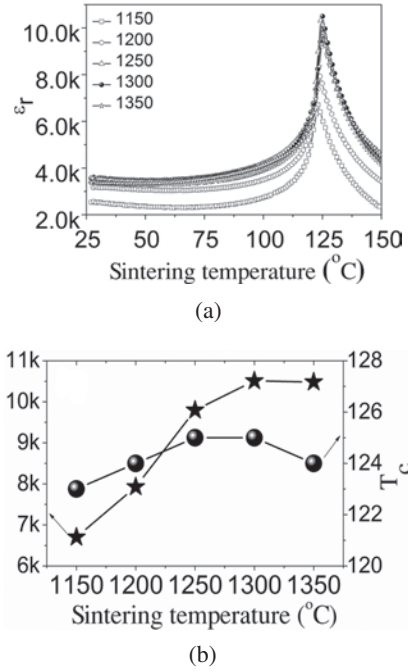 10.0k
8.0k
6.0k
4.0k
2.0k
εr
1150
1200
1250
1300
1350
25 50 75 100 125 150
Sintering temperature (°C)
(a)
11k
10k
9k
8k
7k
6k
128
126
124
122
120
Tc
1150 1200 1250 1300 1350
Sintering temperature (°C)
(b)